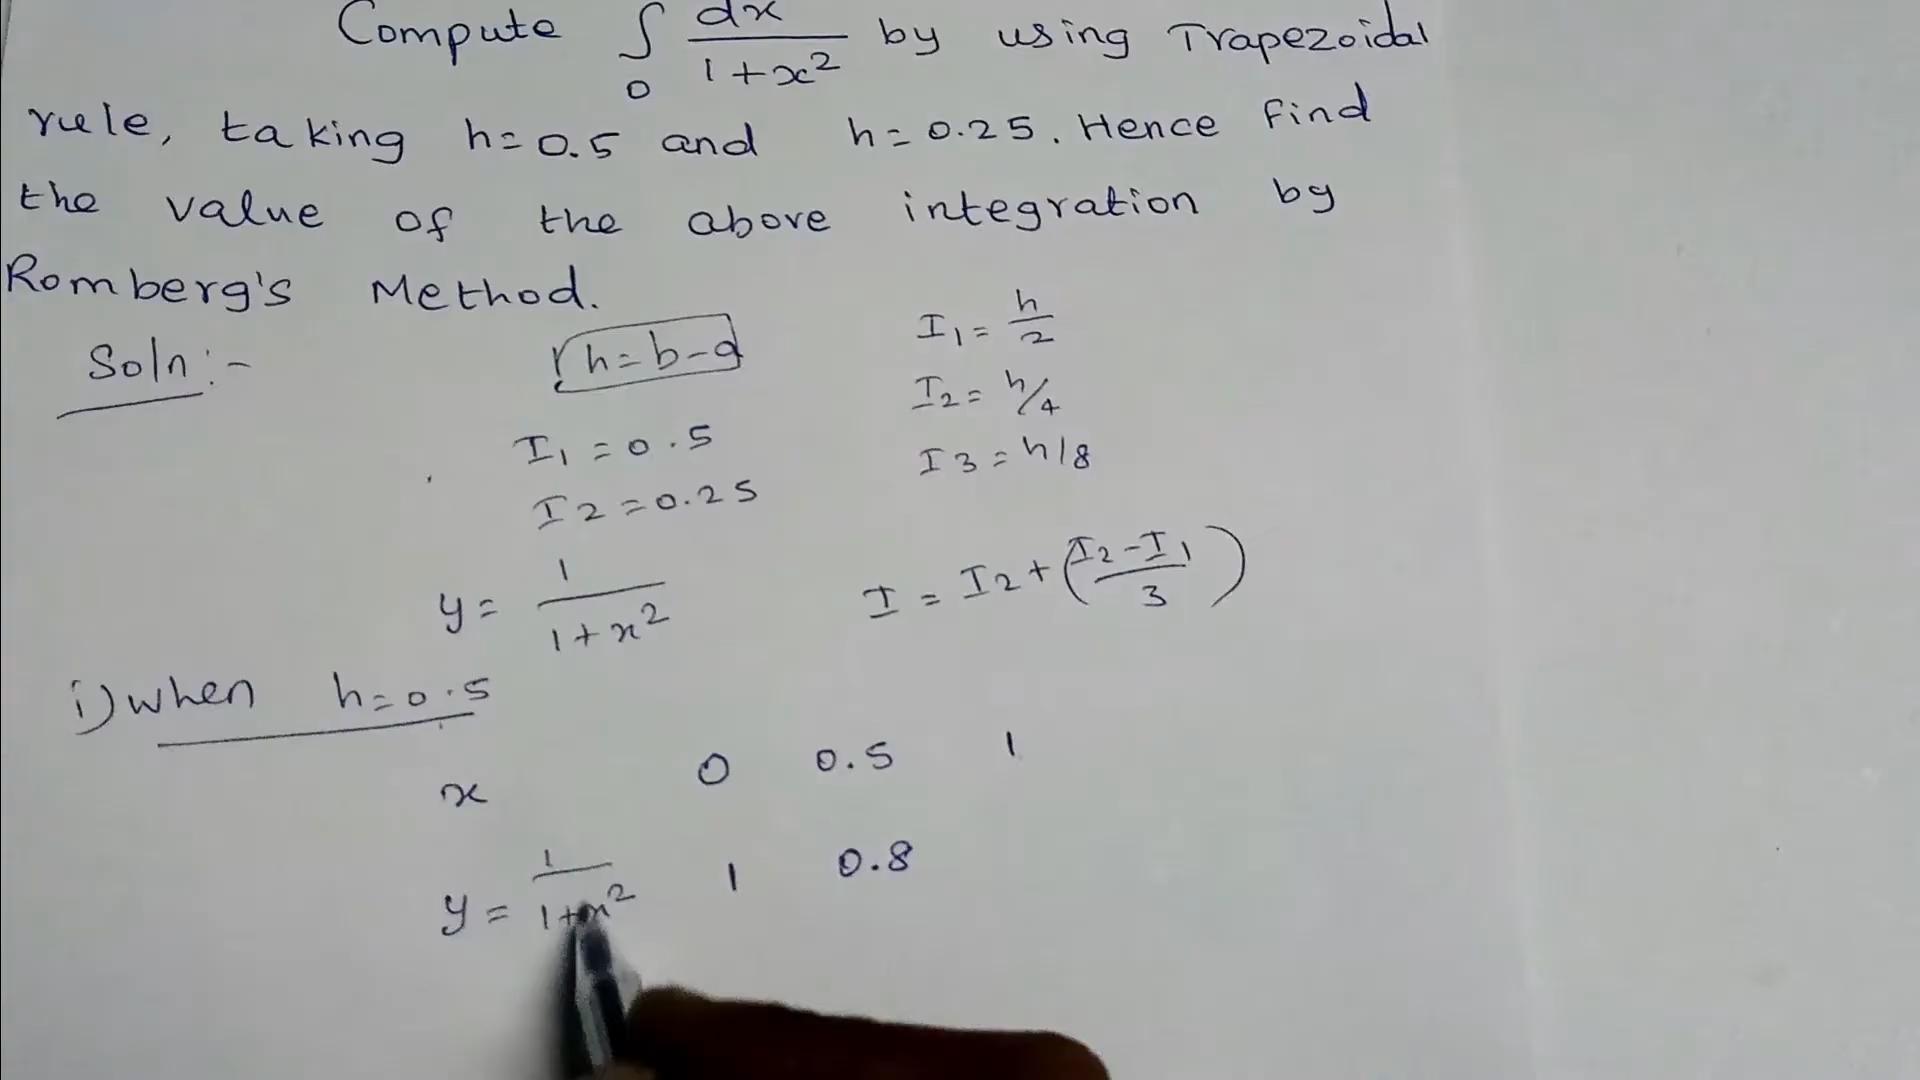 Compute ∫0 dx/1+x² by using Trapezoidal
rule, taking h=0.5 and h=0.25. Hence Find
the value of the above integration by
Romberg's Method.
Soln:-
h=b-a
I1=h/2
I2=h/4
I1=0.5
I3=h/8
I2=0.25
y=1/1+x²
I=I2+(I2-I1/3)
i) when h=0.5
x 0 0.5 1
y=1/1+x² 1 0.8